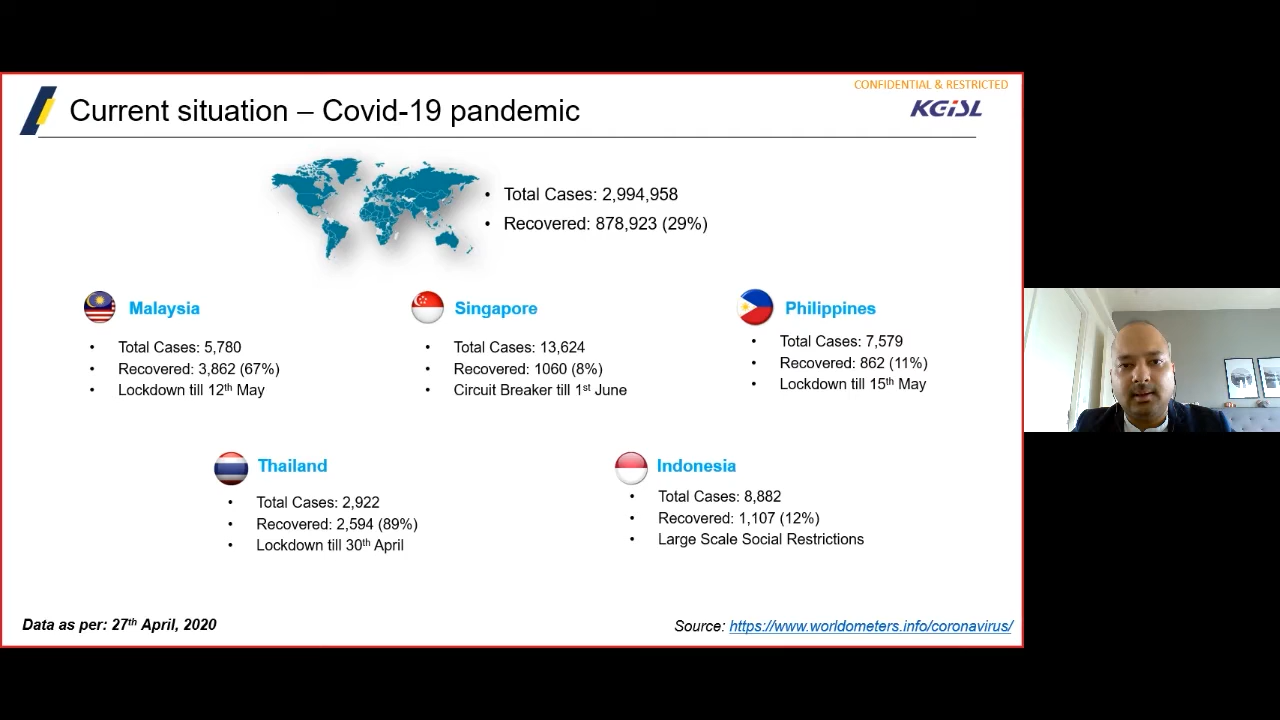 CONFIDENTIAL & RESTRICTED
Current situation – Covid-19 pandemic
KGiSL
• Total Cases: 2,994,958
• Recovered: 878,923 (29%)
Malaysia
• Total Cases: 5,780
• Recovered: 3,862 (67%)
• Lockdown till 12th May
Singapore
• Total Cases: 13,624
• Recovered: 1060 (8%)
• Circuit Breaker till 1st June
Philippines
• Total Cases: 7,579
• Recovered: 862 (11%)
• Lockdown till 15th May
Thailand
• Total Cases: 2,922
• Recovered: 2,594 (89%)
• Lockdown till 30th April
Indonesia
• Total Cases: 8,882
• Recovered: 1,107 (12%)
• Large Scale Social Restrictions
Data as per: 27th April, 2020
Source: https://www.worldometers.info/coronavirus/